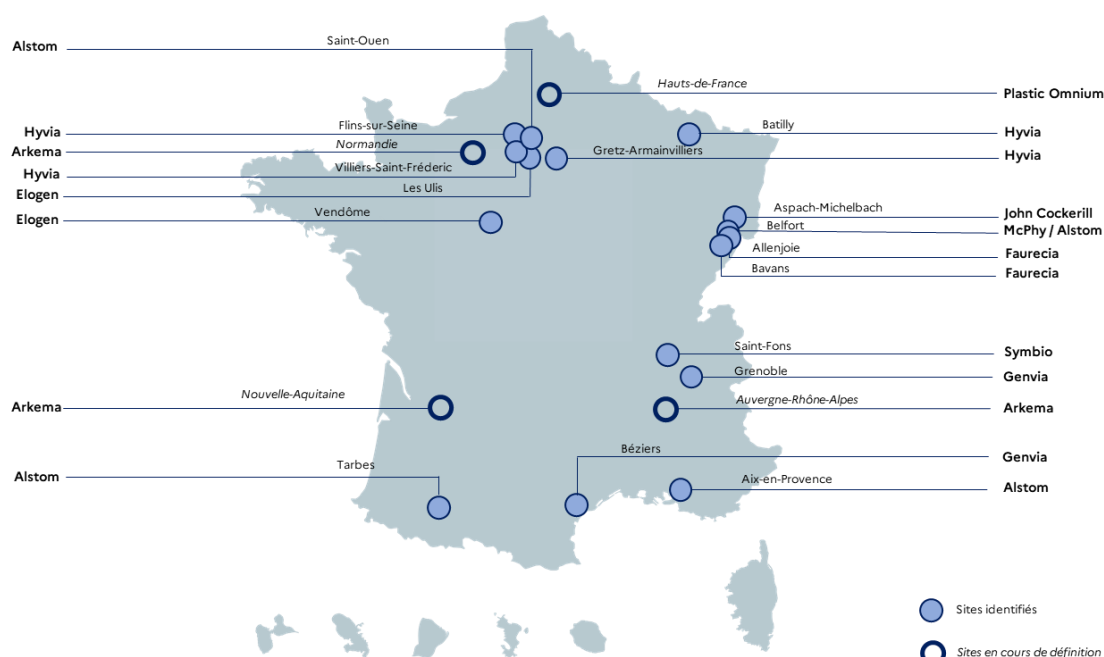 Alstom
Saint-Ouen
Hauts-de-France
Plastic Omnium
Hyvia
Flins-sur-Seine
Batilly
Hyvia
Arkema
Normandie
Gretz-Armainvilliers
Hyvia
Hyvia
Villiers-Saint-Fréderic
Elogen
Les Ulis
Elogen
Vendôme
Aspach-Michelbach
John Cockerill
Belfort
McPhy / Alstom
Allenjoie
Faurecia
Bavans
Faurecia
Saint-Fons
Symbio
Grenoble
Genvia
Arkema
Nouvelle-Aquitaine
Auvergne-Rhône-Alpes
Arkema
Béziers
Genvia
Alstom
Tarbes
Aix-en-Provence
Alstom
Sites identifiés
Sites en cours de définition